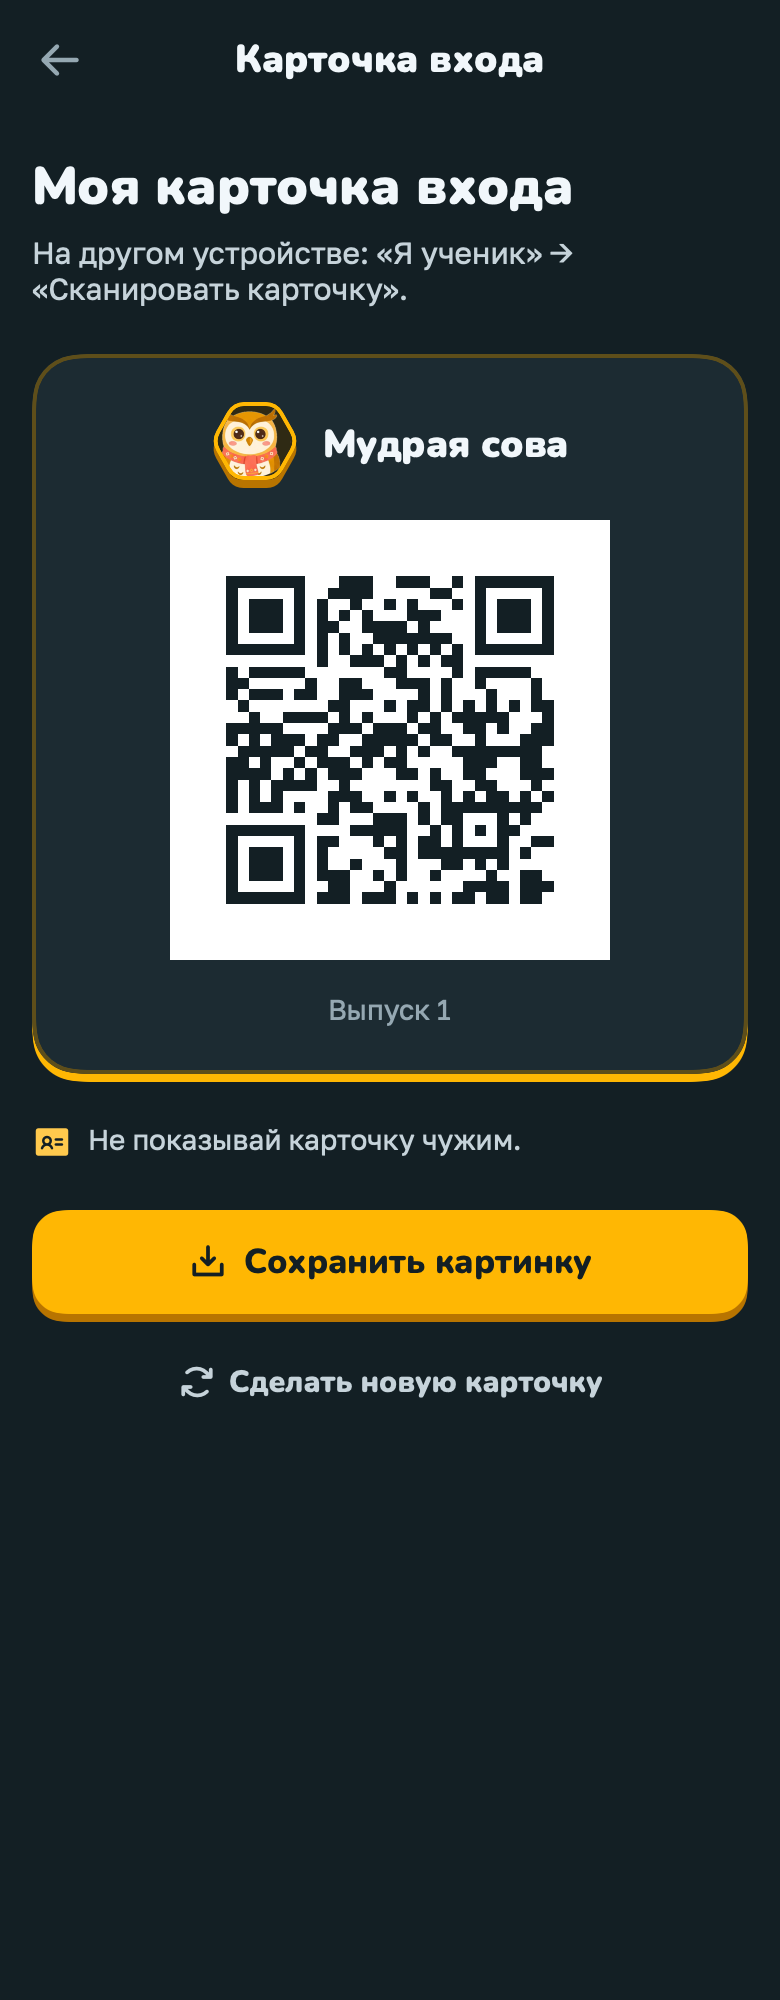 Карточка входа
Моя карточка входа
На другом устройстве: «Я ученик» →
«Сканировать карточку».
Мудрая сова
Выпуск 1
Не показывай карточку чужим.
Сохранить картинку
Сделать новую карточку